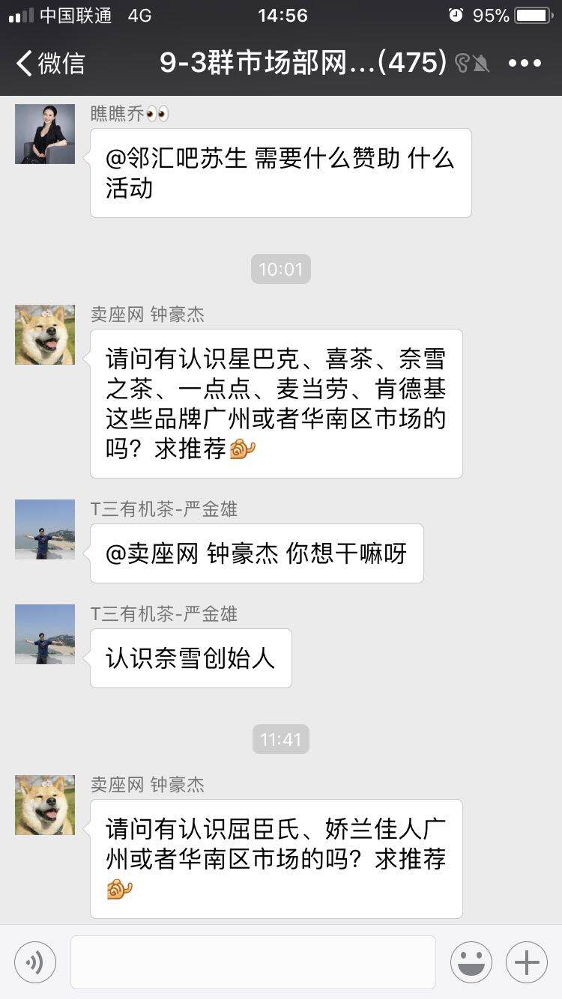 中国联通 4G 14:56 95%
微信 9-3群市场部网...(475)
瞧瞧乔👀
@邻汇吧苏生 需要什么赞助 什么
活动
10:01
卖座网 钟豪杰
请问有认识星巴克、喜茶、奈雪
之茶、一点点、麦当劳、肯德基
这些品牌广州或者华南区市场的
吗？求推荐
T三有机茶-严金雄
@卖座网 钟豪杰 你想干嘛呀
T三有机茶-严金雄
认识奈雪创始人
11:41
卖座网 钟豪杰
请问有认识屈臣氏、娇兰佳人广
州或者华南区市场的吗？求推荐